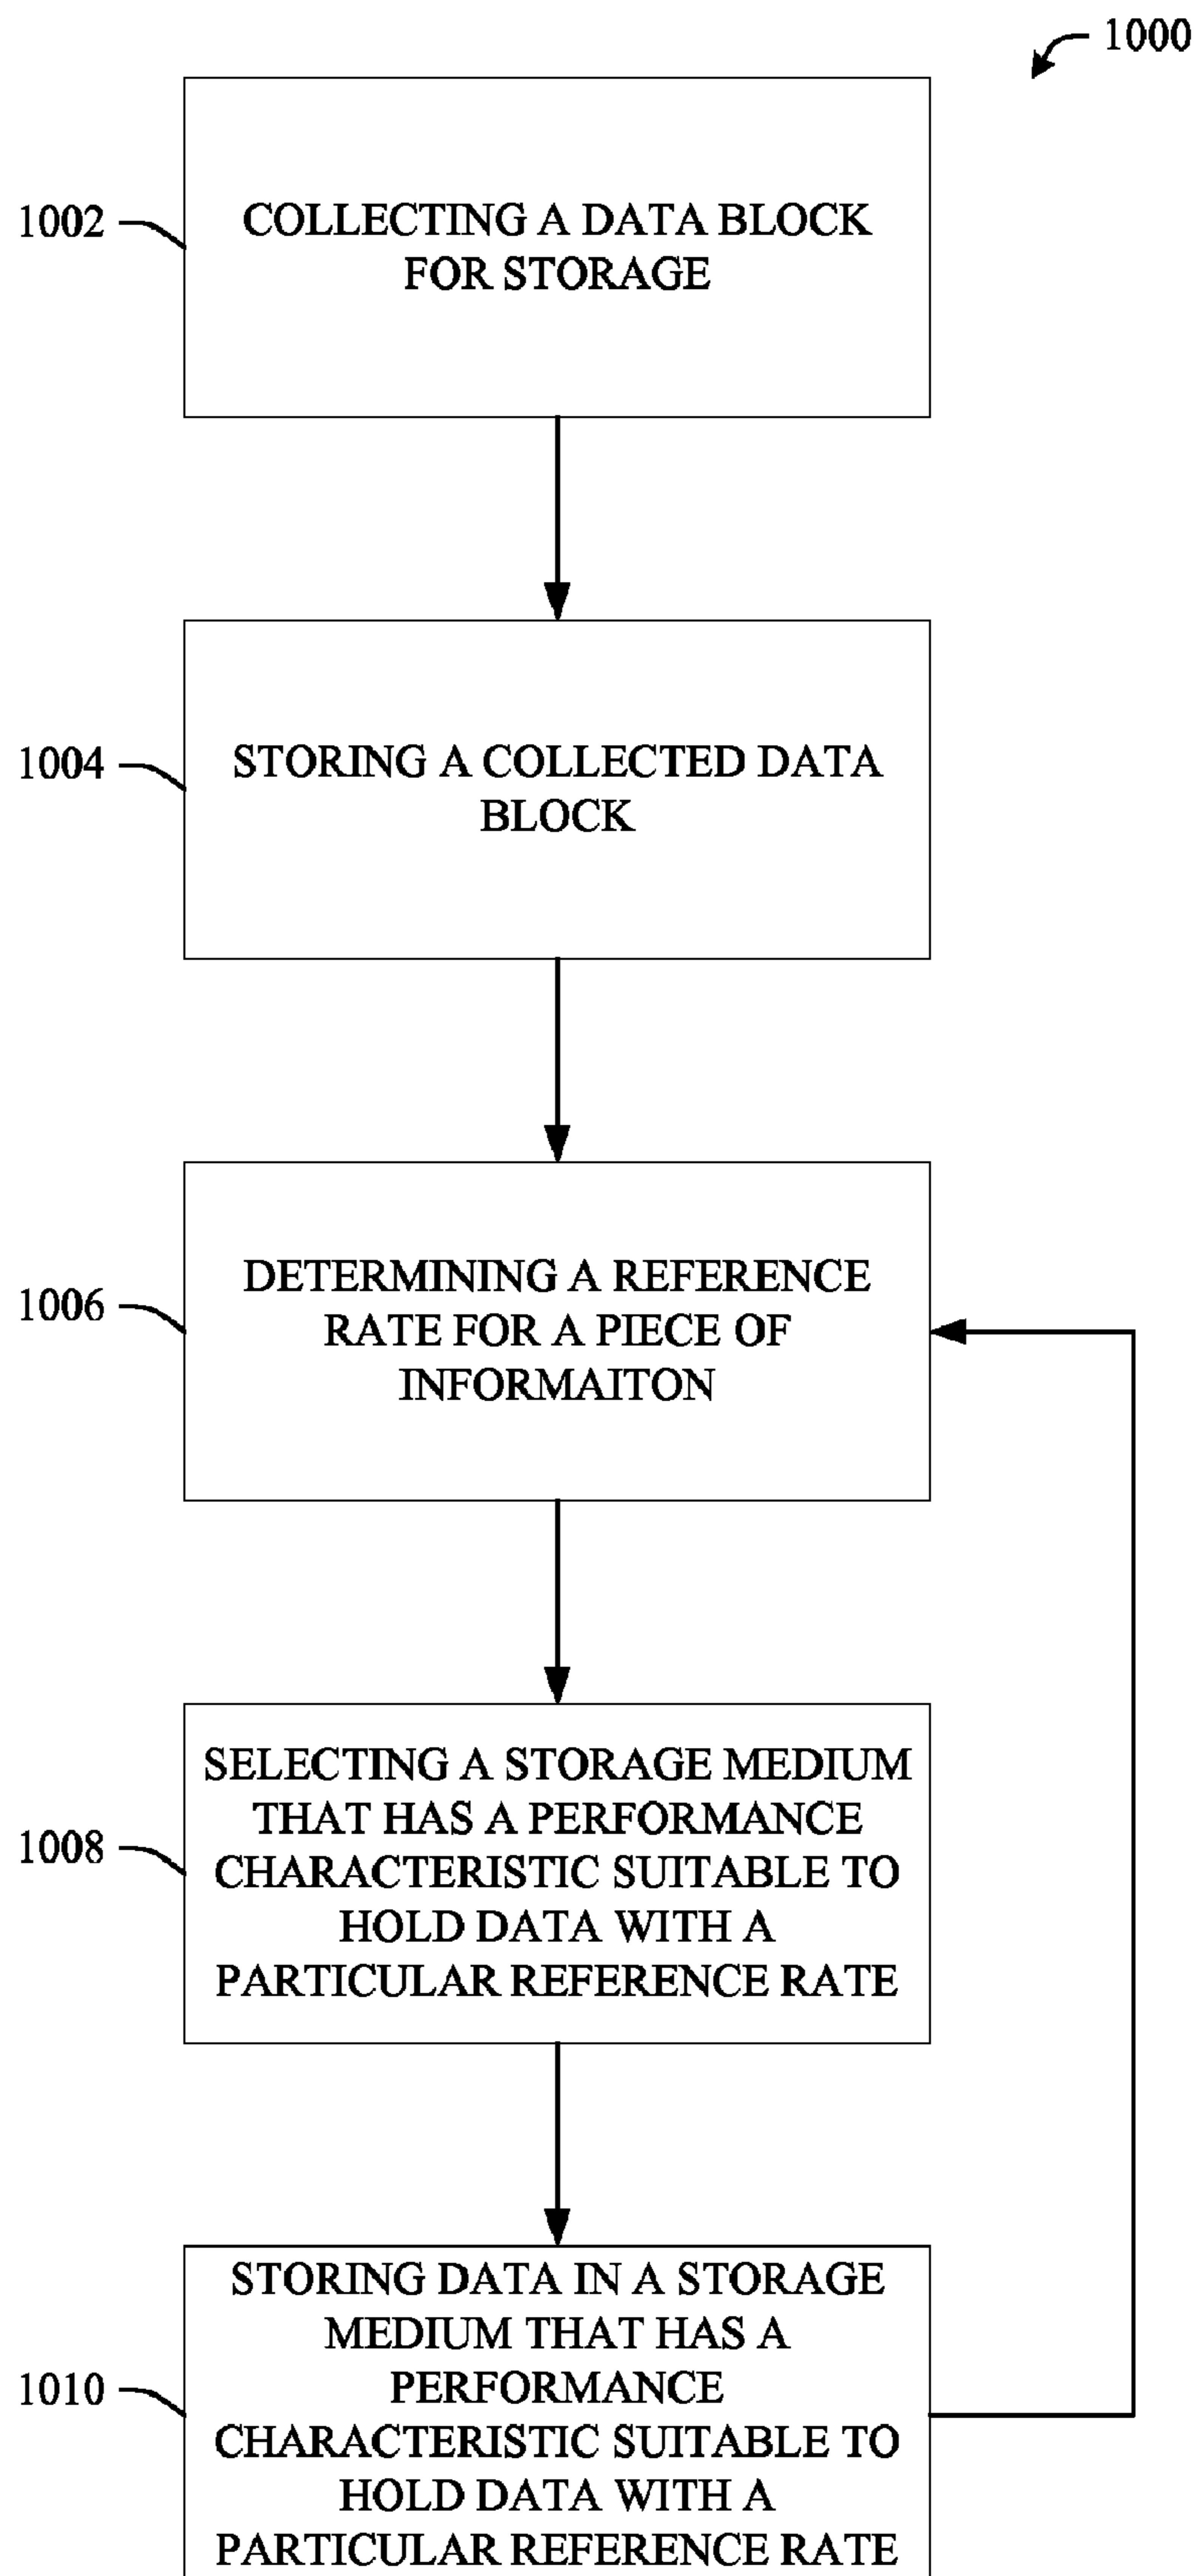 1000
1002
COLLECTING A DATA BLOCK
FOR STORAGE
1004
STORING A COLLECTED DATA
BLOCK
1006
DETERMINING A REFERENCE
RATE FOR A PIECE OF
INFORMAITON
1008
SELECTING A STORAGE MEDIUM
THAT HAS A PERFORMANCE
CHARACTERISTIC SUITABLE TO
HOLD DATA WITH A
PARTICULAR REFERENCE RATE
1010
STORING DATA IN A STORAGE
MEDIUM THAT HAS A
PERFORMANCE
CHARACTERISTIC SUITABLE TO
HOLD DATA WITH A
PARTICULAR REFERENCE RATE